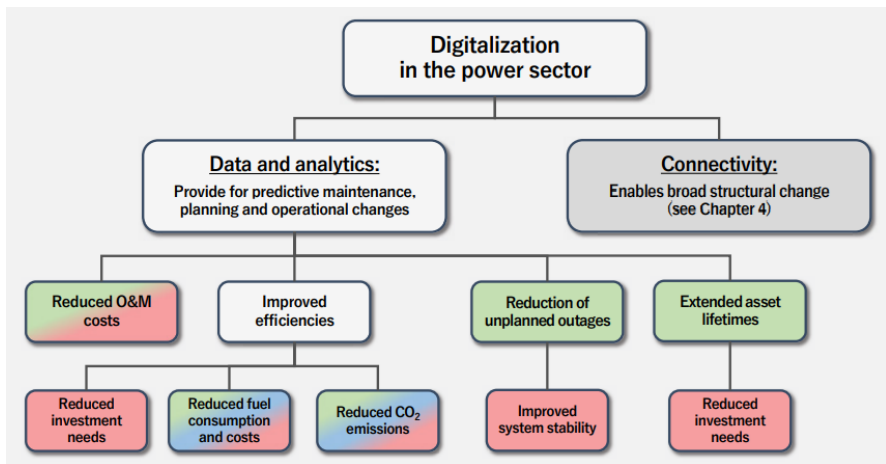 Digitalization
in the power sector
Data and analytics:
Provide for predictive maintenance,
planning and operational changes
Connectivity:
Enables broad structural change
(see Chapter 4)
Reduced O&M
costs
Improved
efficiencies
Reduction of
unplanned outages
Extended asset
lifetimes
Reduced
investment
needs
Reduced fuel
consumption
and costs
Reduced CO₂
emissions
Improved
system stability
Reduced
investment
needs